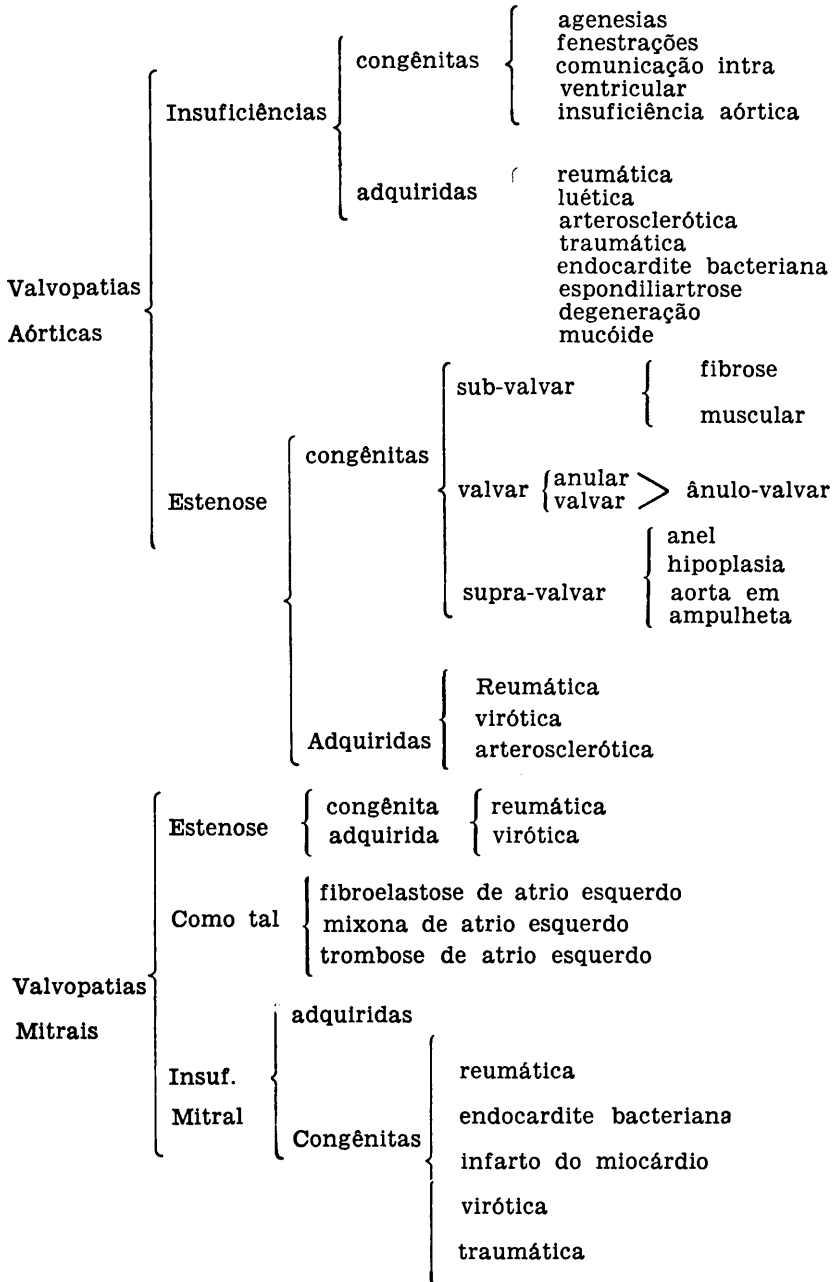 Valvopatias
Aórticas
Insuficiências
congênitas
agenesias
fenestrações
comunicação intra
ventricular
insuficiência aórtica
adquiridas
reumática
luética
arterosclerótica
traumática
endocardite bacteriana
espondiliartrose
degeneração
mucóide
Estenose
congênitas
sub-valvar
fibrose
muscular
valvar { anular
valvar > ânulo-valvar
supra-valvar
anel
hipoplasia
aorta em
ampulheta
Adquiridas
Reumática
virótica
arterosclerótica
Valvopatias
Mitrais
Estenose
congênita
adquirida
reumática
virótica
Como tal
fibroelastose de atrio esquerdo
mixona de atrio esquerdo
trombose de atrio esquerdo
Insuf.
Mitral
adquiridas
Congênitas
reumática
endocardite bacteriana
infarto do miocárdio
virótica
traumática